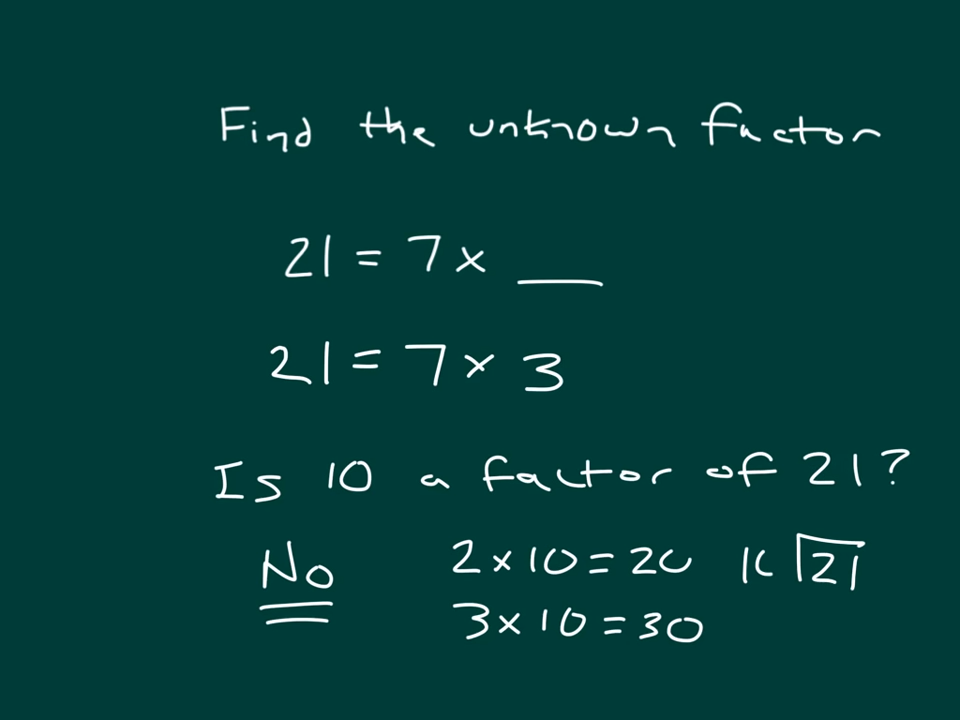 Find the unknown factor
21 = 7 x ___
21 = 7 x 3
Is 10 a factor of 21?
No 2 x 10 = 20 10 √21
3 x 10 = 30